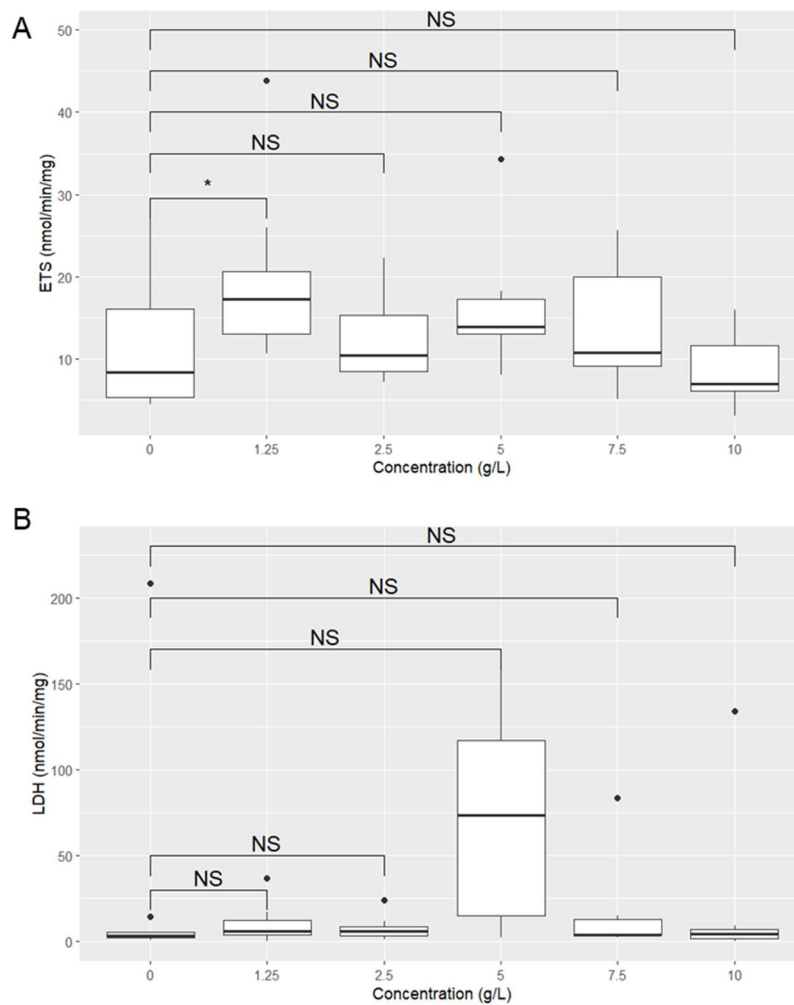 A
NS
50
NS
40
NS
NS
30
*
20
10
ETS (nmol/min/mg)
0 1.25 2.5 5 7.5 10
Concentration (g/L)
B
NS
200
NS
NS
150
100
50
NS
NS
0
LDH (nmol/min/mg)
0 1.25 2.5 5 7.5 10
Concentration (g/L)